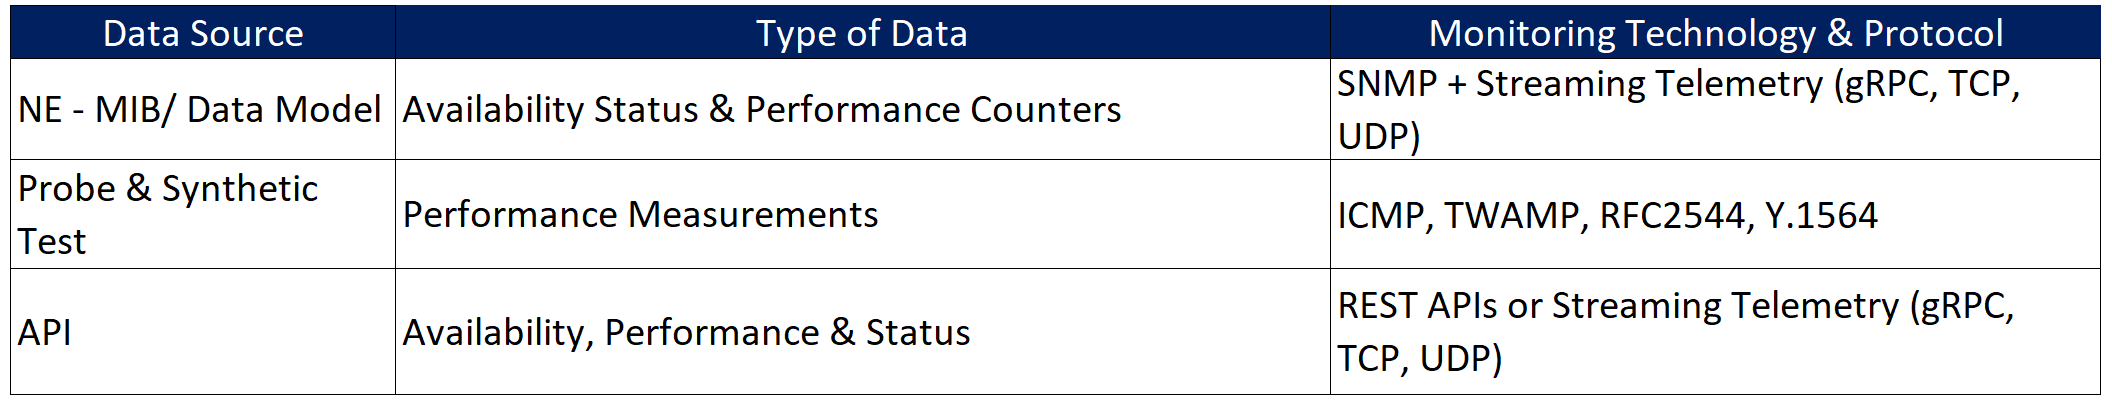 Data Source
Type of Data
Monitoring Technology & Protocol
NE - MIB/ Data Model
Availability Status & Performance Counters
SNMP + Streaming Telemetry (gRPC, TCP,
UDP)
Probe & Synthetic
Test
Performance Measurements
ICMP, TWAMP, RFC2544, Y.1564
API
Availability, Performance & Status
REST APIs or Streaming Telemetry (gRPC,
TCP, UDP)